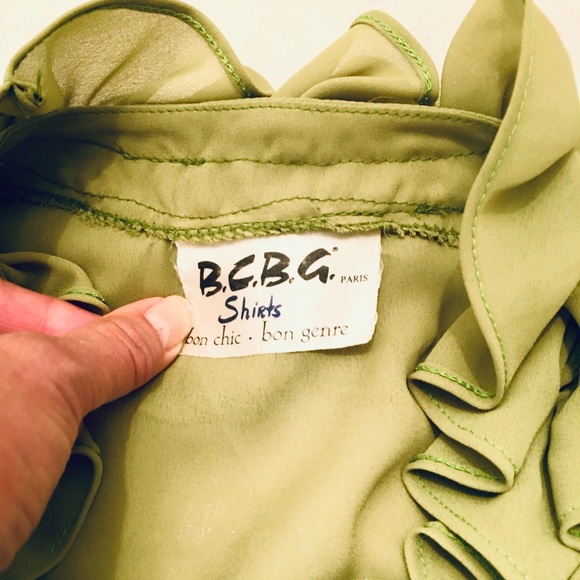 B.C.B.G.® PARIS
Shirts
bon chic • bon genre